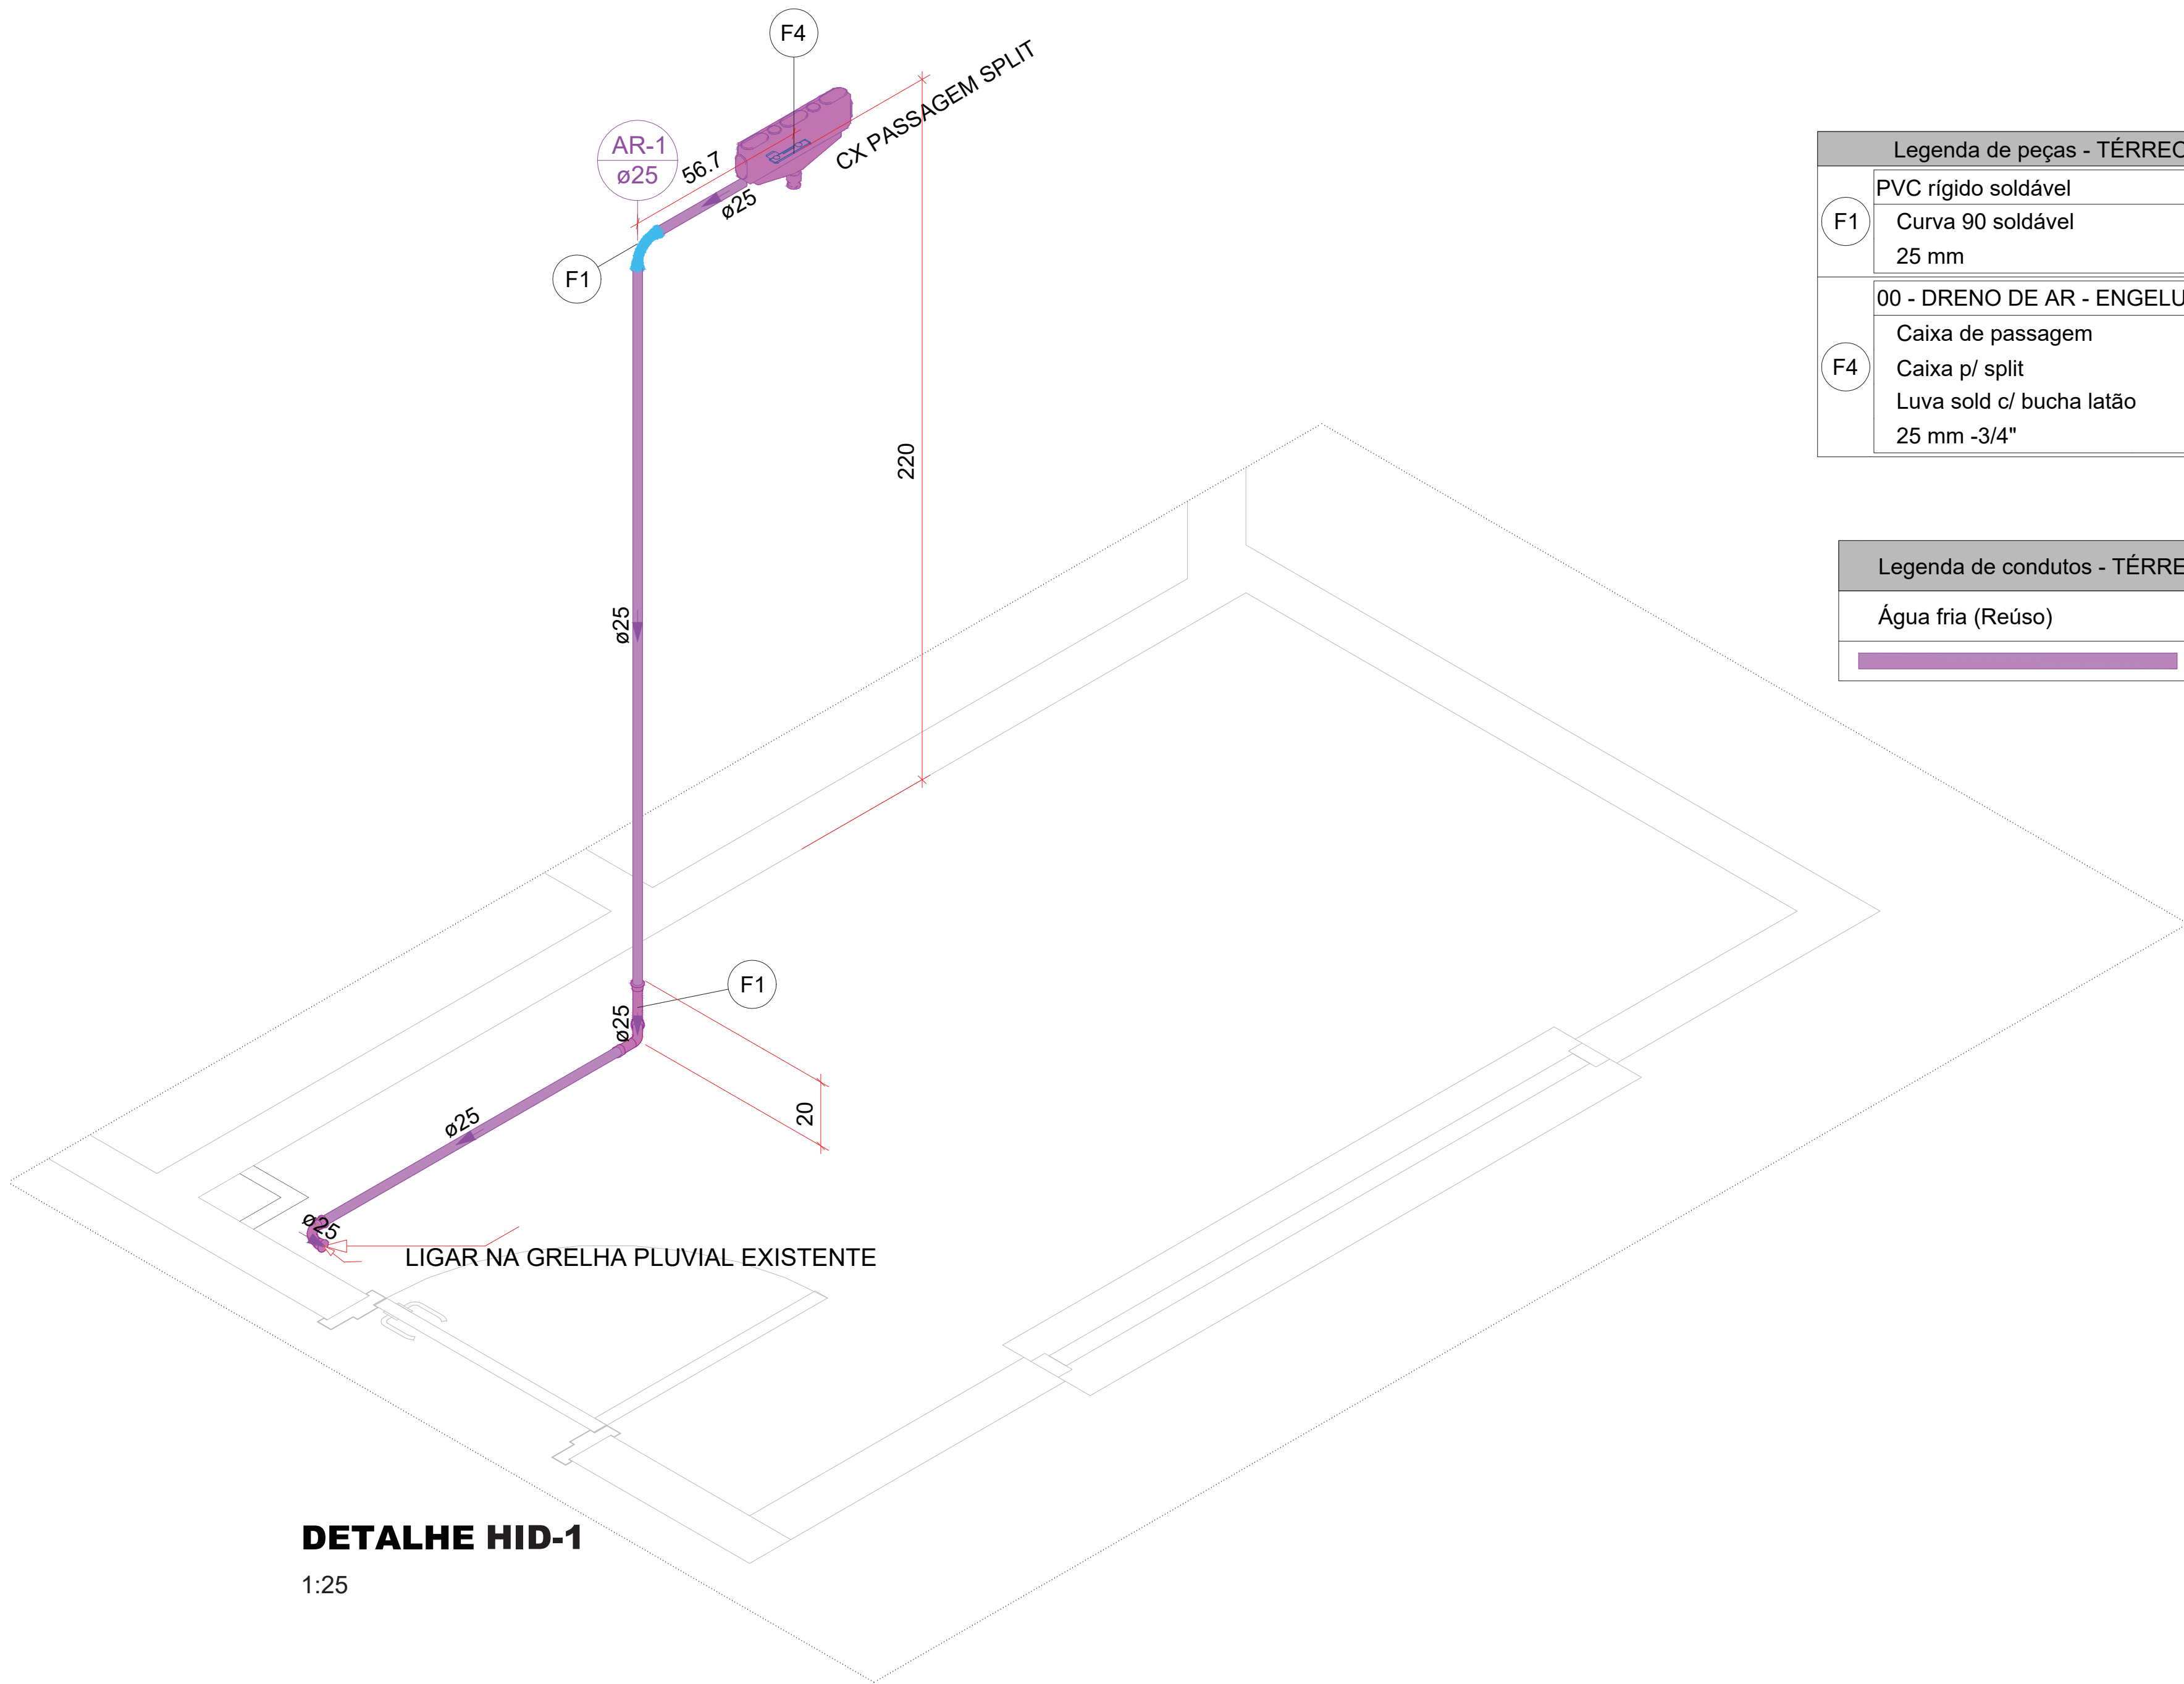 F4
CX PASSAGEM SPLIT
AR-1
ø25
56.7
ø25
F1
220
ø25
F1
ø25
20
ø25
ø25
LIGAR NA GRELHA PLUVIAL EXISTENTE
DETALHE HID-1
1:25
Legenda de peças - TÉRREO
F1
PVC rígido soldável
Curva 90 soldável
25 mm
F4
00 - DRENO DE AR - ENGELU
Caixa de passagem
Caixa p/ split
Luva sold c/ bucha latão
25 mm -3/4"
Legenda de condutos - TÉRRE
Água fria (Reúso)